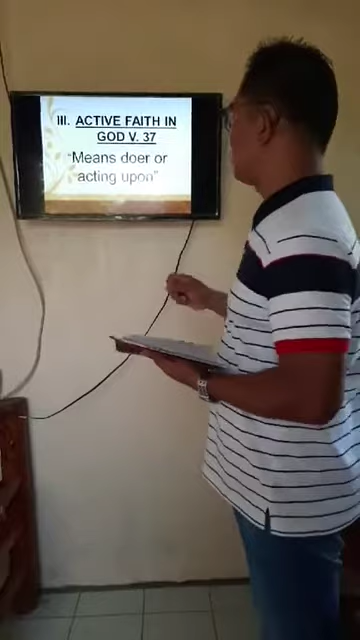 III. ACTIVE FAITH IN
GOD V. 37
"Means doer or
acting upon"